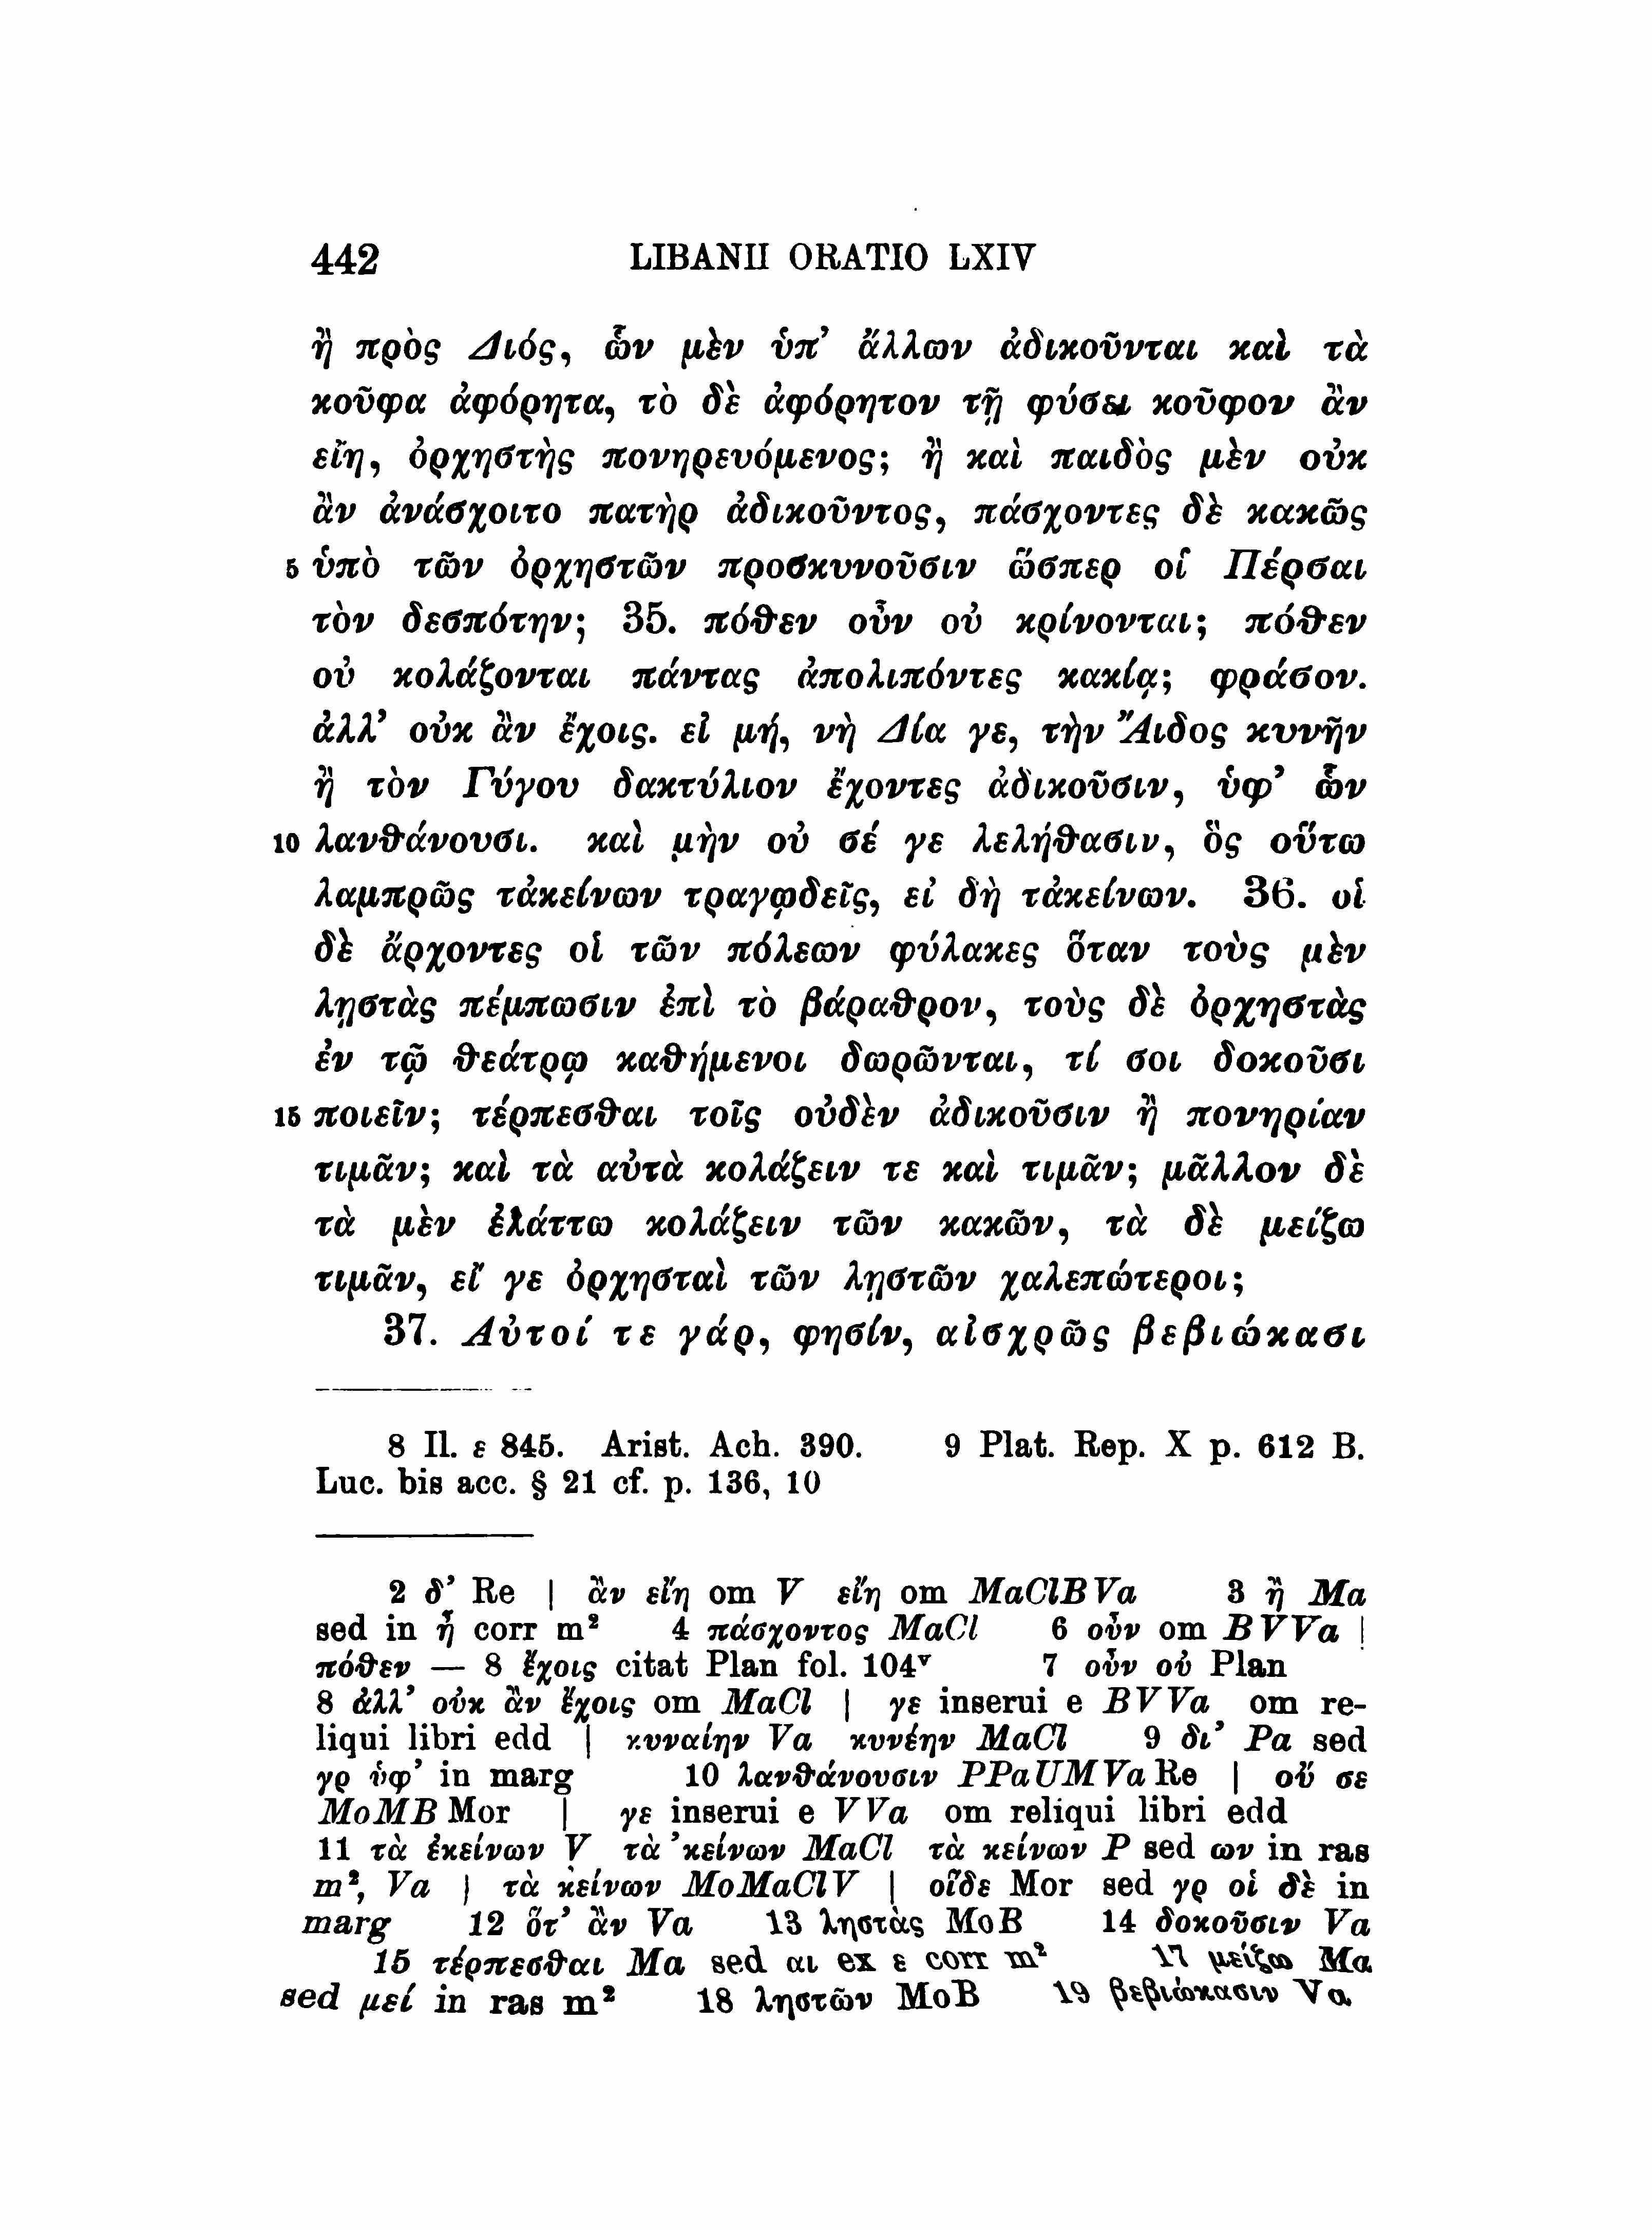 442 LIBANII ORATIO LXIV
ἢ πρὸς Διός, ὧν μὲν ὑπ’ ἄλλων ἀδικοῦνται καὶ τὰ
κοῦφα ἀφόρητα, τὸ δὲ ἀφόρητον τῇ φύσει κοῦφον ἂν
εἴη, ὀρχηστὴς πονηρευόμενος; ἢ καὶ παιδὸς μὲν οὐκ
ἂν ἀνάσχοιτο πατὴρ ἀδικοῦντος, πάσχοντες δὲ κακῶς
5 ὑπὸ τῶν ὀρχηστῶν προσκυνοῦσιν ὥσπερ οἱ Πέρσαι
τὸν δεσπότην; 35. πόθεν οὖν οὐ κρίνονται; πόθεν
οὐ κολάζονται πάντας ἀπολιπόντες κακίᾳ; φράσον.
ἀλλ’ οὐκ ἂν ἔχοις. εἰ μή, νὴ Δία γε, τὴν Ἄιδος κυνῆν
ἢ τὸν Γύγου δακτύλιον ἔχοντες ἀδικοῦσιν, ὑφ’ ὧν
10 λανθάνουσι. καὶ μὴν οὐ σέ γε λελήθασιν, ὃς οὕτω
λαμπρῶς τἀκείνων τραγῳδεῖς, εἰ δὴ τἀκείνων. 36. οἱ
δὲ ἄρχοντες οἱ τῶν πόλεων φύλακες ὅταν τοὺς μὲν
λῃστὰς πέμπωσιν ἐπὶ τὸ βάραθρον, τοὺς δὲ ὀρχηστὰς
ἐν τῷ θεάτρῳ καθήμενοι δωρῶνται, τί σοι δοκοῦσι
15 ποιεῖν; τέρπεσθαι τοῖς οὐδὲν ἀδικοῦσιν ἢ πονηρίαν
τιμᾶν; καὶ τὰ αὐτὰ κολάζειν τε καὶ τιμᾶν; μᾶλλον δὲ
τὰ μὲν ἐλάττω κολάζειν τῶν κακῶν, τὰ δὲ μείζω
τιμᾶν, εἴ γε ὀρχησταὶ τῶν λῃστῶν χαλεπώτεροι;
37. Αὐτοί τε γάρ, φησίν, αἰσχρῶς βεβιώκασι
8 Il. ε 845. Arist. Ach. 390. 9 Plat. Rep. X p. 612 B.
Luc. bis acc. § 21 cf. p. 136, 10
2 δ’ Re | ἂν εἴη om V εἴη om MaClBVa 3 ἢ Ma
sed in ἦ corr m² 4 πάσχοντος MaCl 6 οὖν om BVVa |
πόθεν — 8 ἔχοις citat Plan fol. 104ᵛ 7 οὖν οὐ Plan
8 ἀλλ’ οὐκ ἂν ἔχοις om MaCl | γε inserui e BVVa om re-
liqui libri edd | κυναίην Va κυνέην MaCl 9 δι’ Pa sed
γρ ὑφ’ in marg 10 λανθάνουσιν PPaUMVaRe | οὔ σε
MoMB Mor | γε inserui e VVa om reliqui libri edd
11 τὰ ἐκείνων V τὰ ’κείνων MaCl τὰ κείνων P sed ων in ras
m², Va | τὰ κείνων MoMaClV | οἵδε Mor sed γρ οἱ δὲ in
marg 12 ὅτ’ ἂν Va 13 ληστὰς MoB 14 δοκοῦσιν Va
15 τέρπεσθαι Ma sed αι ex ε corr m² 17 μείζω Ma
sed μεί in ras m² 18 ληστῶν MoB 19 βεβιώκασιν Va